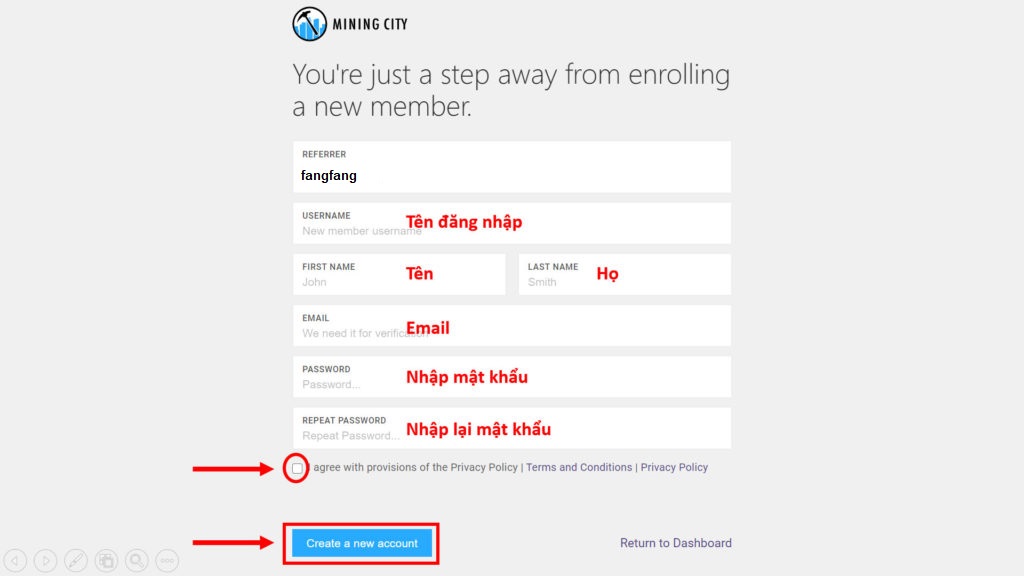 MINING CITY
You're just a step away from enrolling
a new member.
REFERRER
fangfang
USERNAME
New member username
Tên đăng nhập
FIRST NAME
John
Tên
LAST NAME
Smith
Họ
EMAIL
We need it for verification
Email
PASSWORD
Password...
Nhập mật khẩu
REPEAT PASSWORD
Repeat Password...
Nhập lại mật khẩu
agree with provisions of the Privacy Policy | Terms and Conditions | Privacy Policy
Create a new account
Return to Dashboard